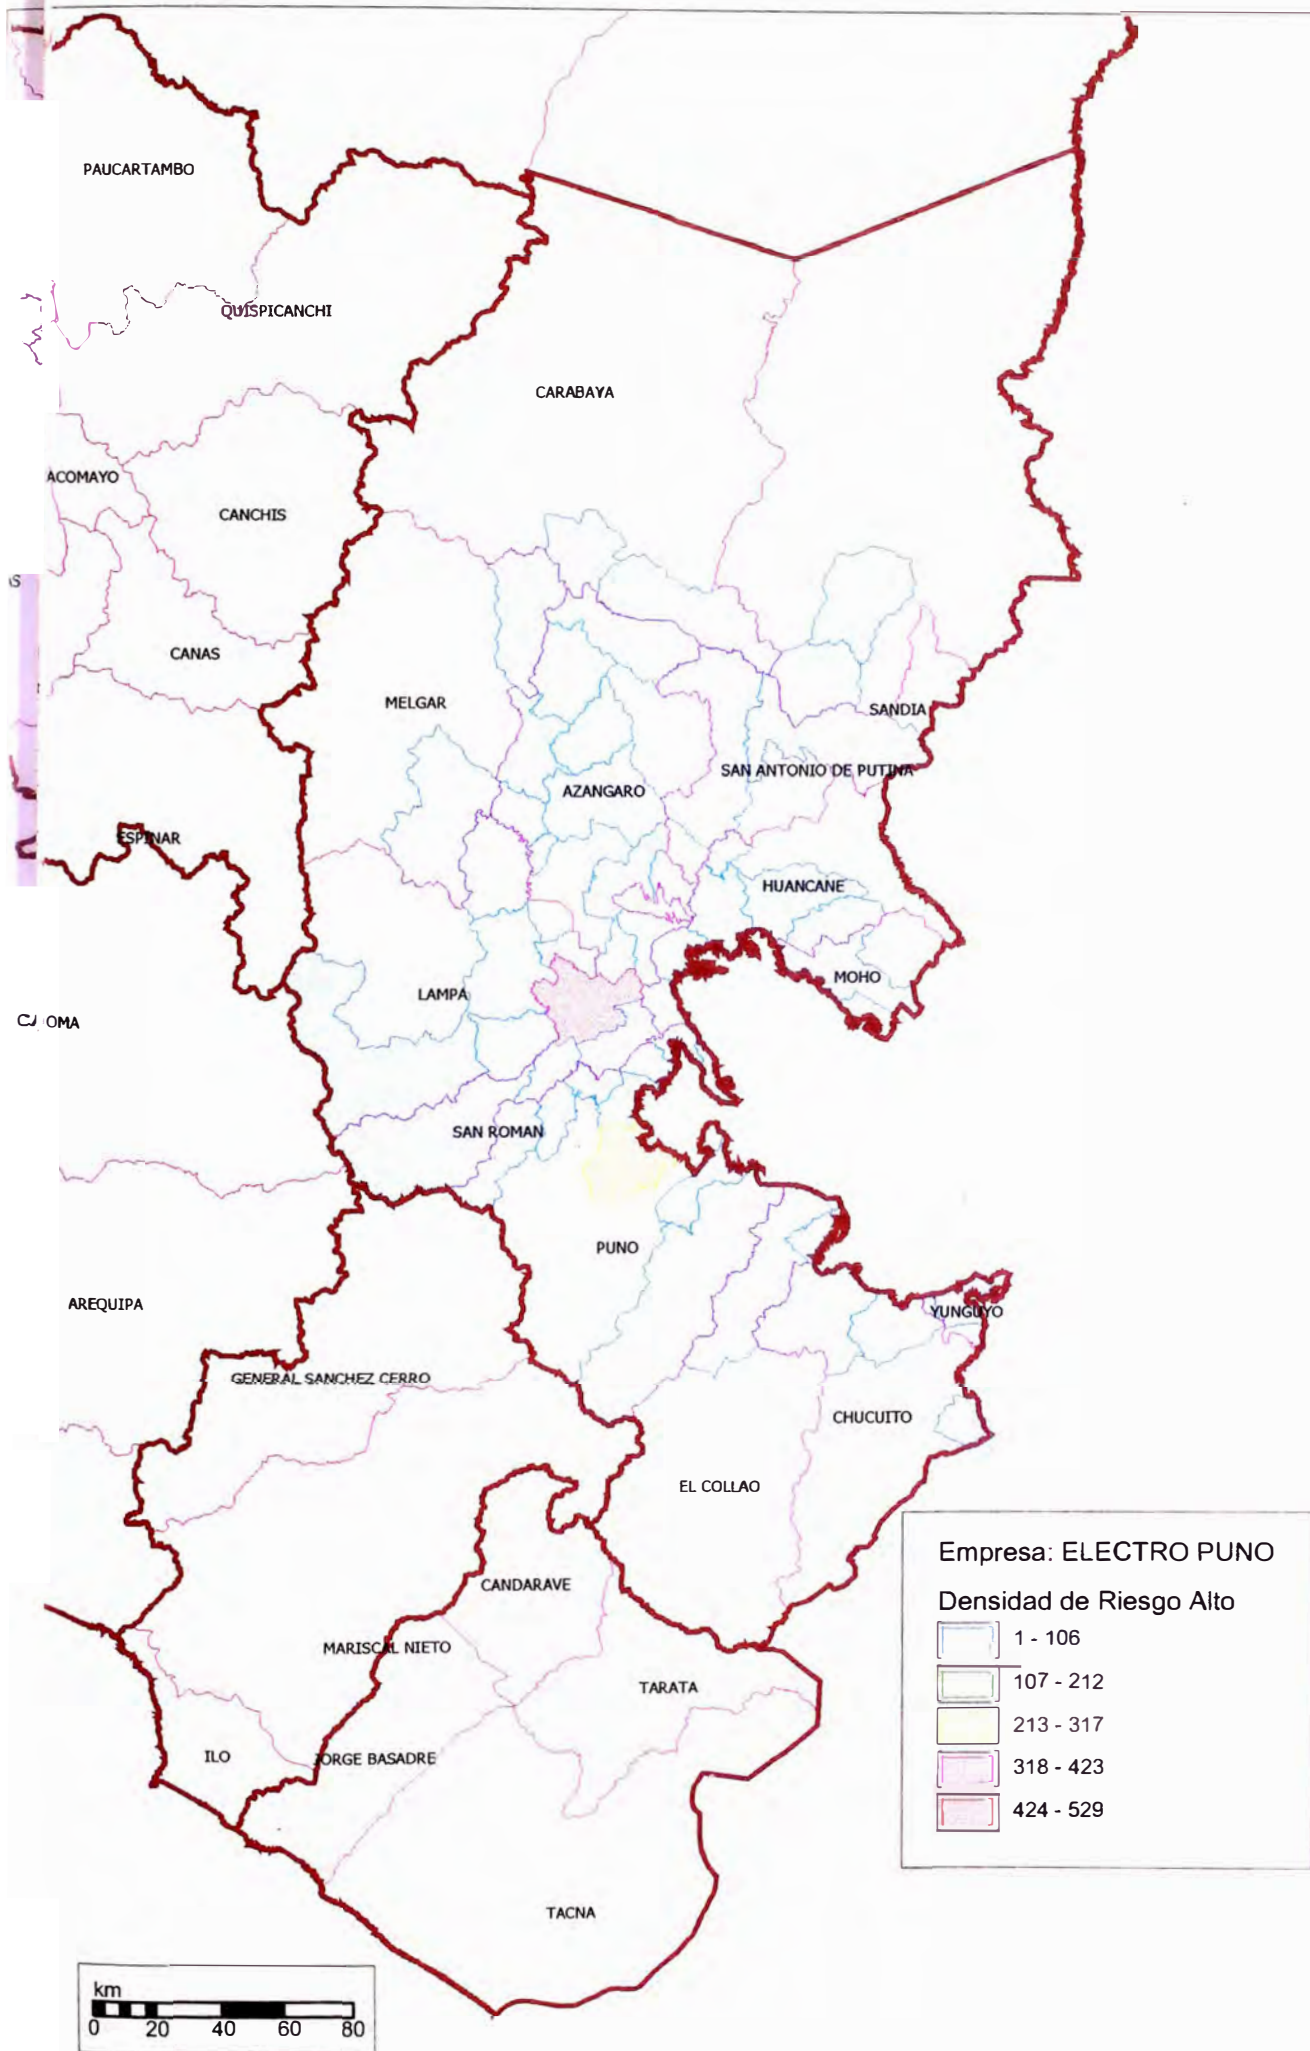 PAUCARTAMBO
QUISPICANCHI
CARABAYA
ACOMAYO
CANCHIS
CANAS
MELGAR
SANDIA
SAN ANTONIO DE PUTINA
AZANGARO
ESPINAR
HUANCANE
MOHO
LAMPA
SAN ROMAN
PUNO
AREQUIPA
YUNGUYO
GENERAL SANCHEZ CERRO
CHUCUITO
EL COLLAO
CANDARAVE
MARISCAL NIETO
TARATA
ILO
JORGE BASADRE
TACNA
Empresa: ELECTRO PUNO
Densidad de Riesgo Alto
1 - 106
107 - 212
213 - 317
318 - 423
424 - 529
km
0 20 40 60 80